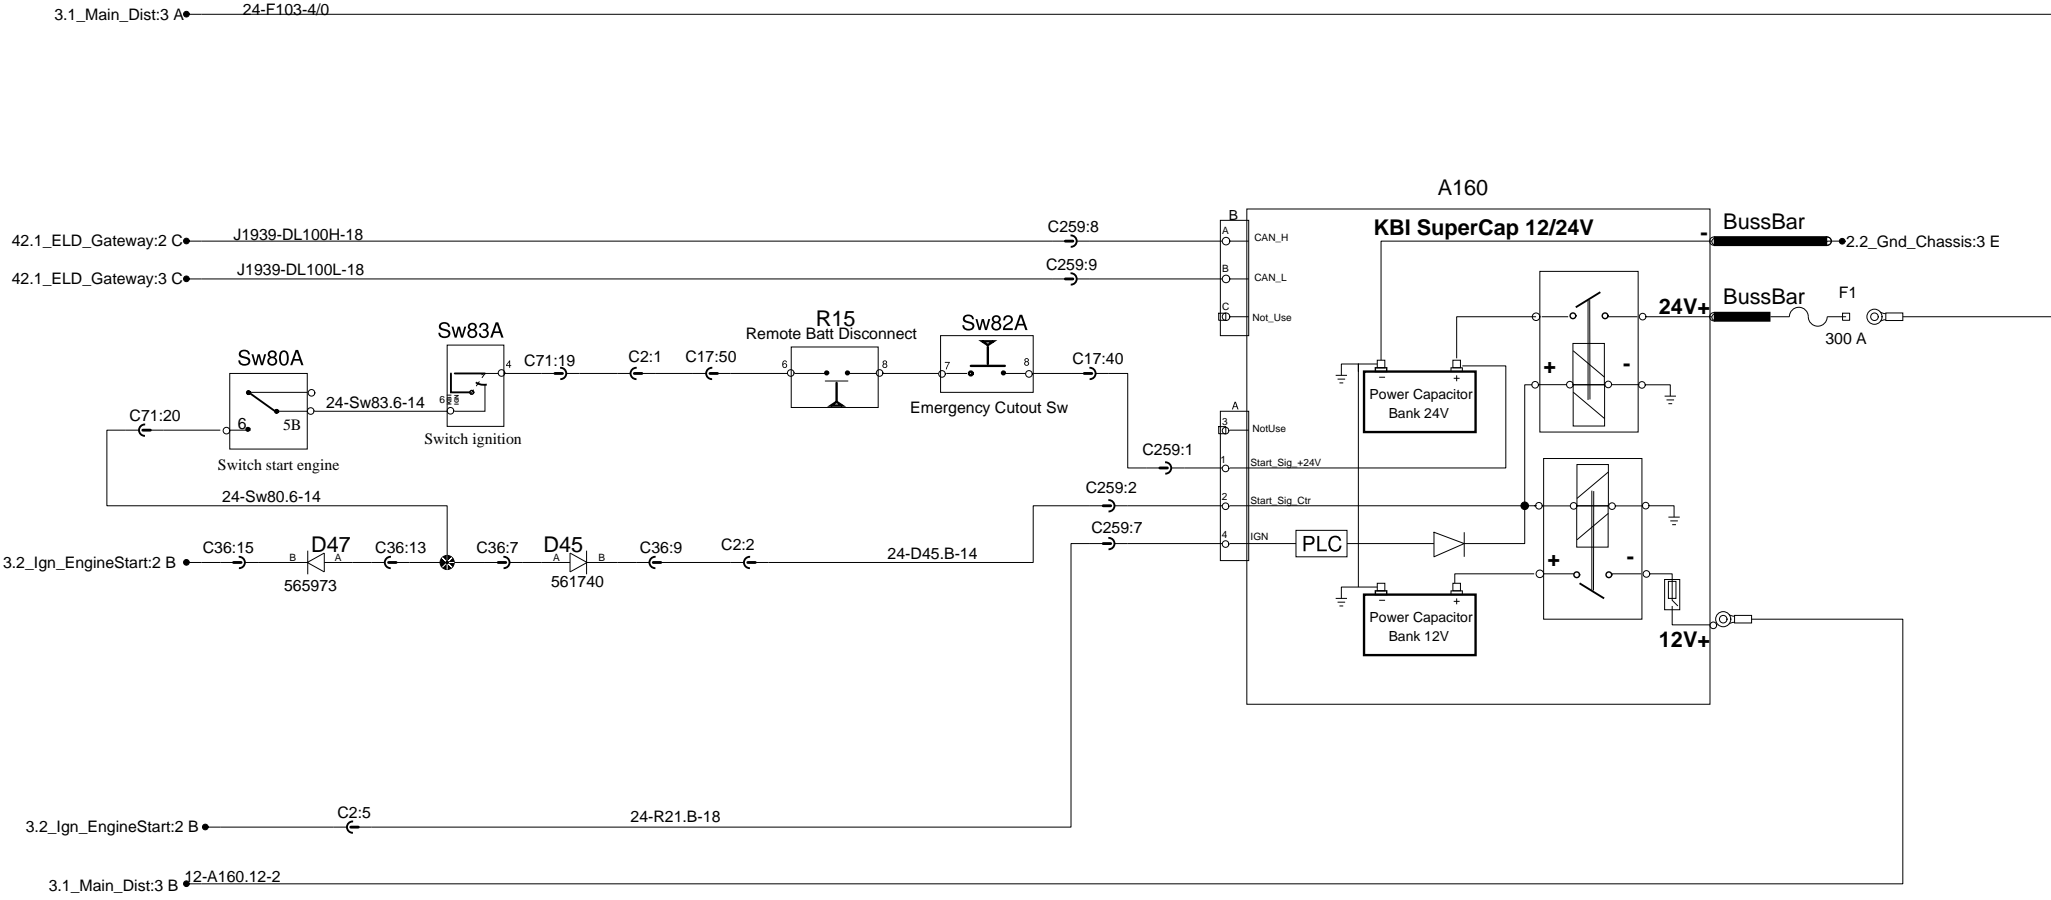 3.1_Main_Dist:3 A
24-F103-4/0
A160
KBI SuperCap 12/24V
42.1_ELD_Gateway:2 C
J1939-DL100H-18
C259:8
B
A
CAN_H
-
BussBar
2.2_Gnd_Chassis:3 E
42.1_ELD_Gateway:3 C
J1939-DL100L-18
C259:9
B
CAN_L
C
Not_Use
24V+
BussBar
F1
300 A
Sw80A
Sw83A
4
6
C71:19
C2:1
C17:50
R15
Remote Batt Disconnect
6
8
Sw82A
7
8
Emergency Cutout Sw
C17:40
+
-
-
+
Power Capacitor
Bank 24V
C71:20
6
5B
24-Sw83.6-14
Switch ignition
Switch start engine
A
3
NotUse
C259:1
1
Start_Sig_+24V
24-Sw80.6-14
C259:2
2
Start_Sig_Ctr
C259:7
4
IGN
PLC
3.2_Ign_EngineStart:2 B
C36:15
B
D47
A
565973
C36:13
C36:7
D45
A
B
561740
C36:9
C2:2
24-D45.B-14
+
-
-
+
Power Capacitor
Bank 12V
12V+
3.2_Ign_EngineStart:2 B
C2:5
24-R21.B-18
3.1_Main_Dist:3 B
12-A160.12-2